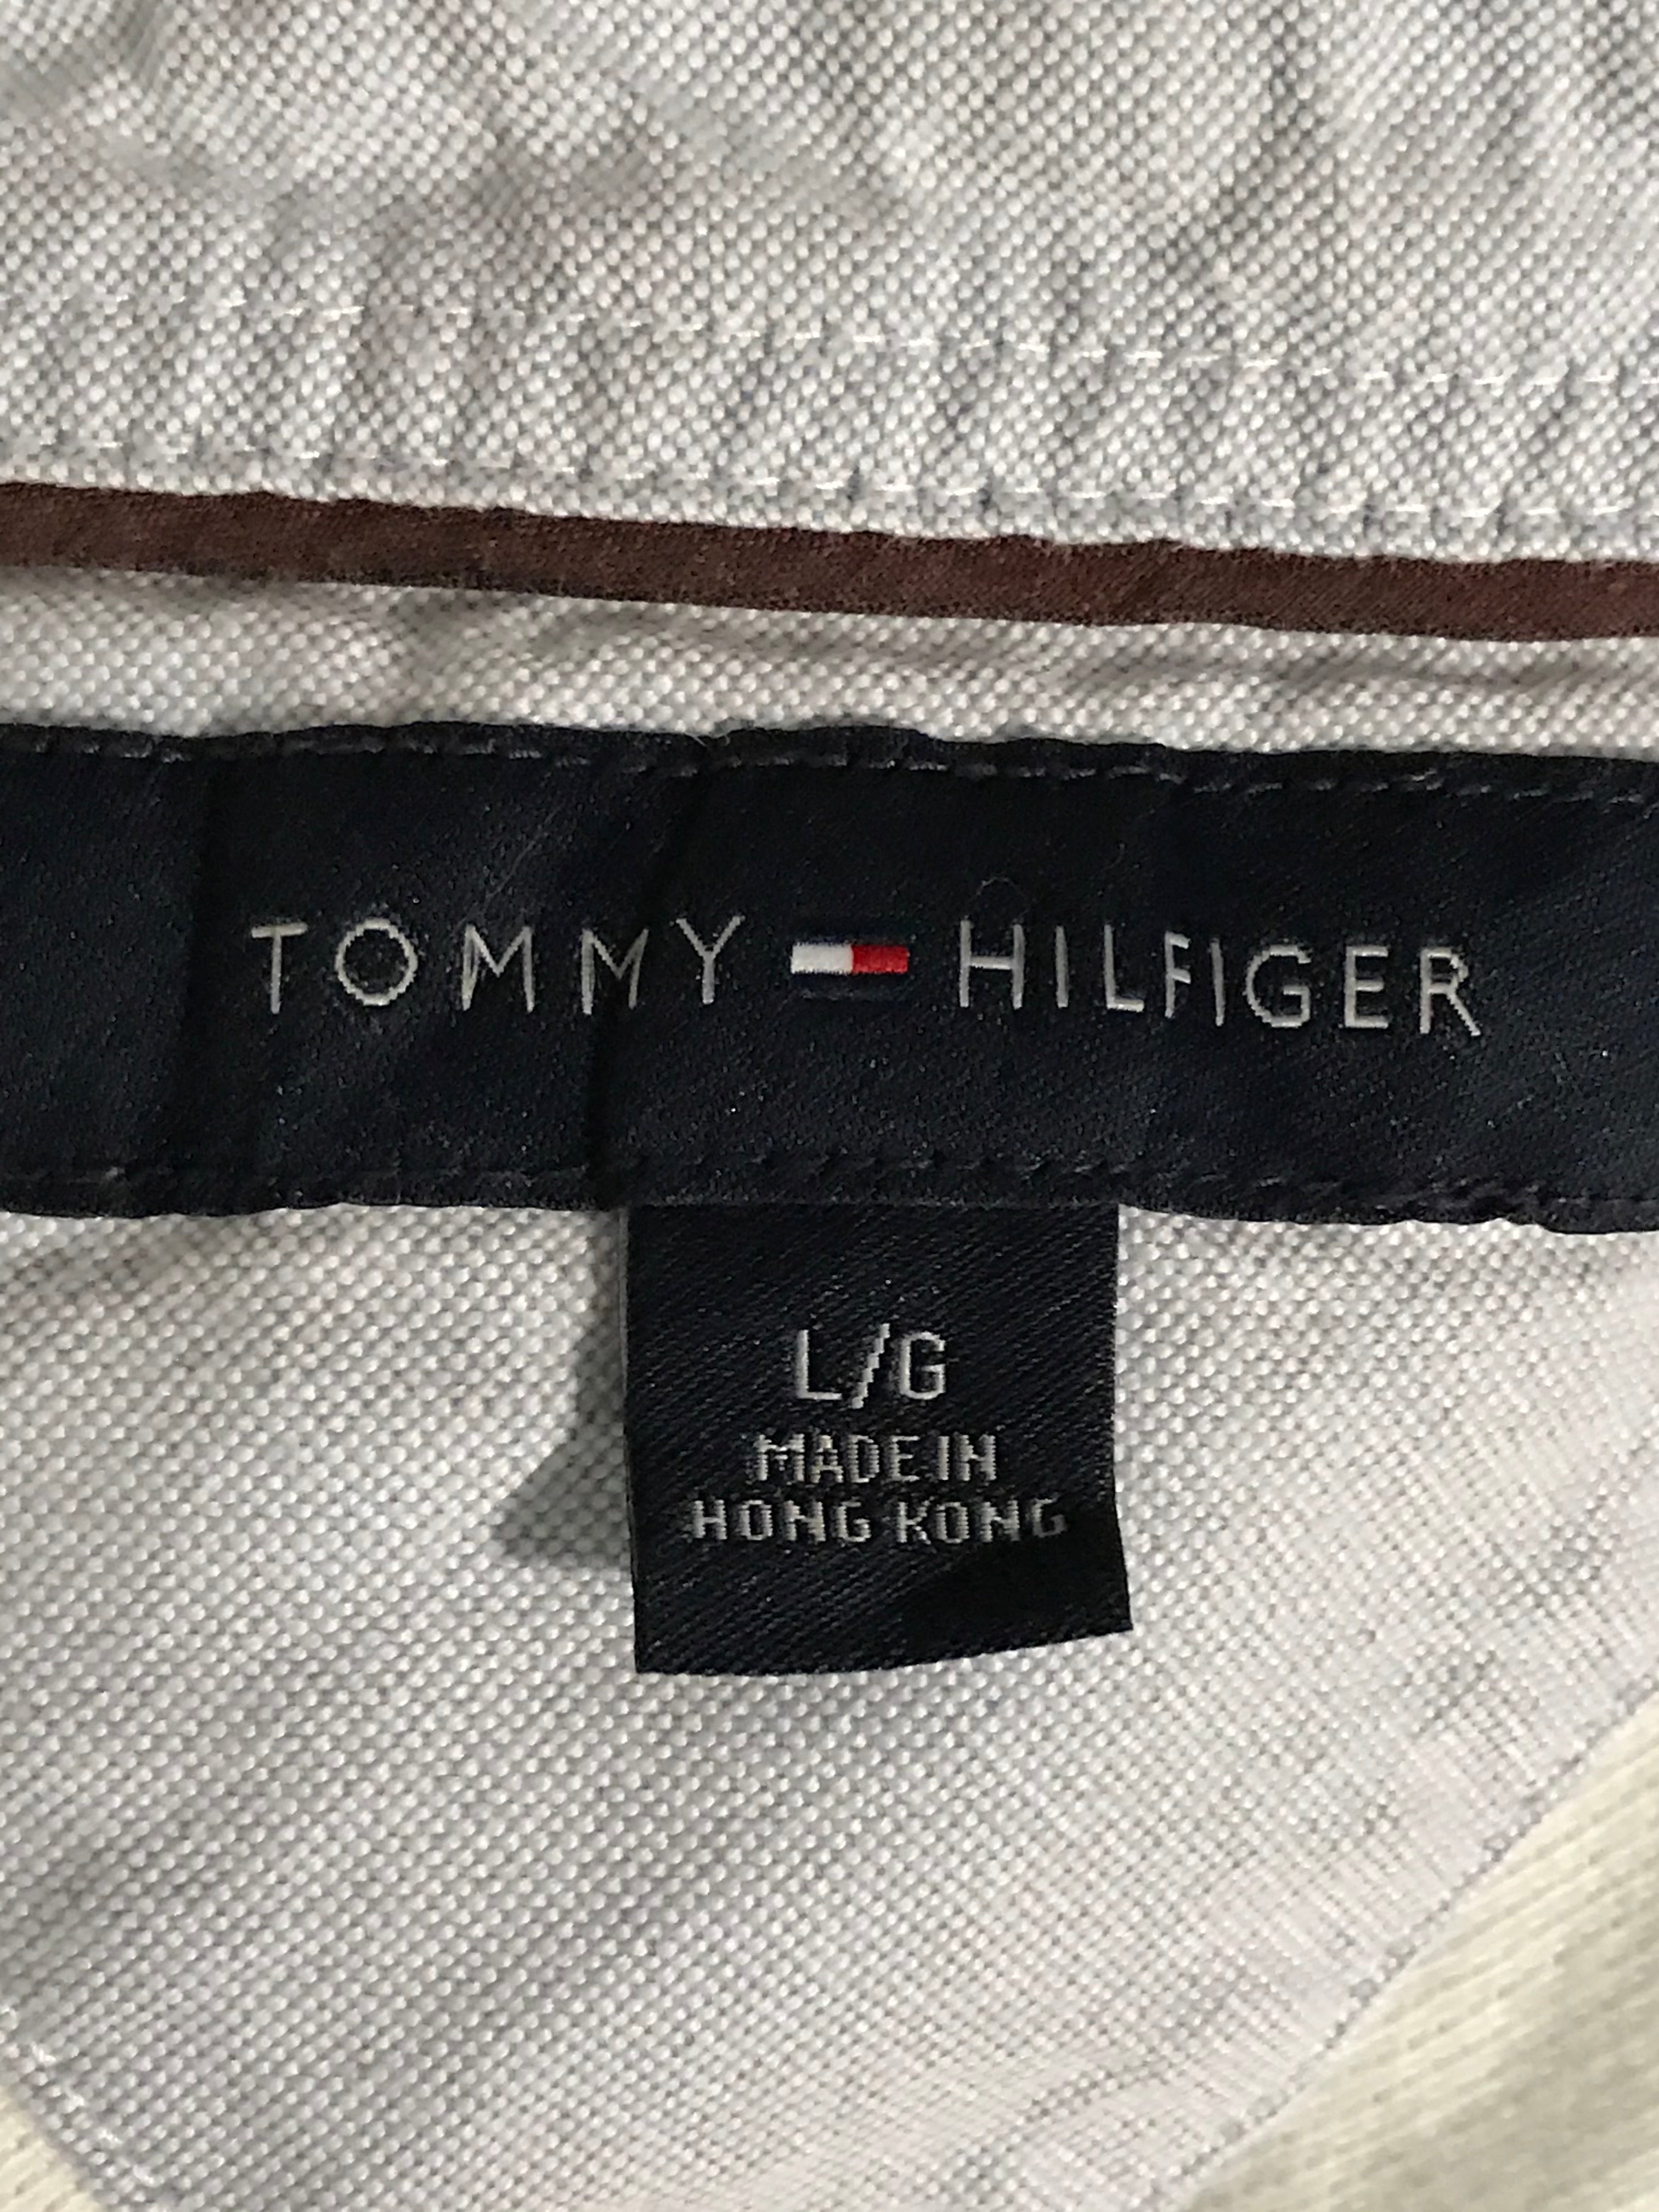 TOMMY HILFIGER
L/G
MADE IN
HONG KONG